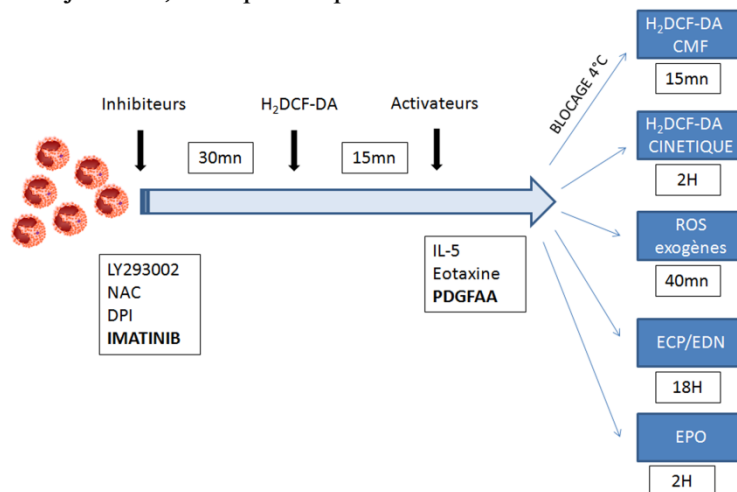 H₂DCF-DA
CMF
15mn
BLOCAGE 4°C
Inhibiteurs
H₂DCF-DA
Activateurs
30mn
15mn
H₂DCF-DA
CINETIQUE
2H
ROS
exogènes
40mn
LY293002
NAC
DPI
IMATINIB
IL-5
Eotaxine
PDGFAA
ECP/EDN
18H
EPO
2H